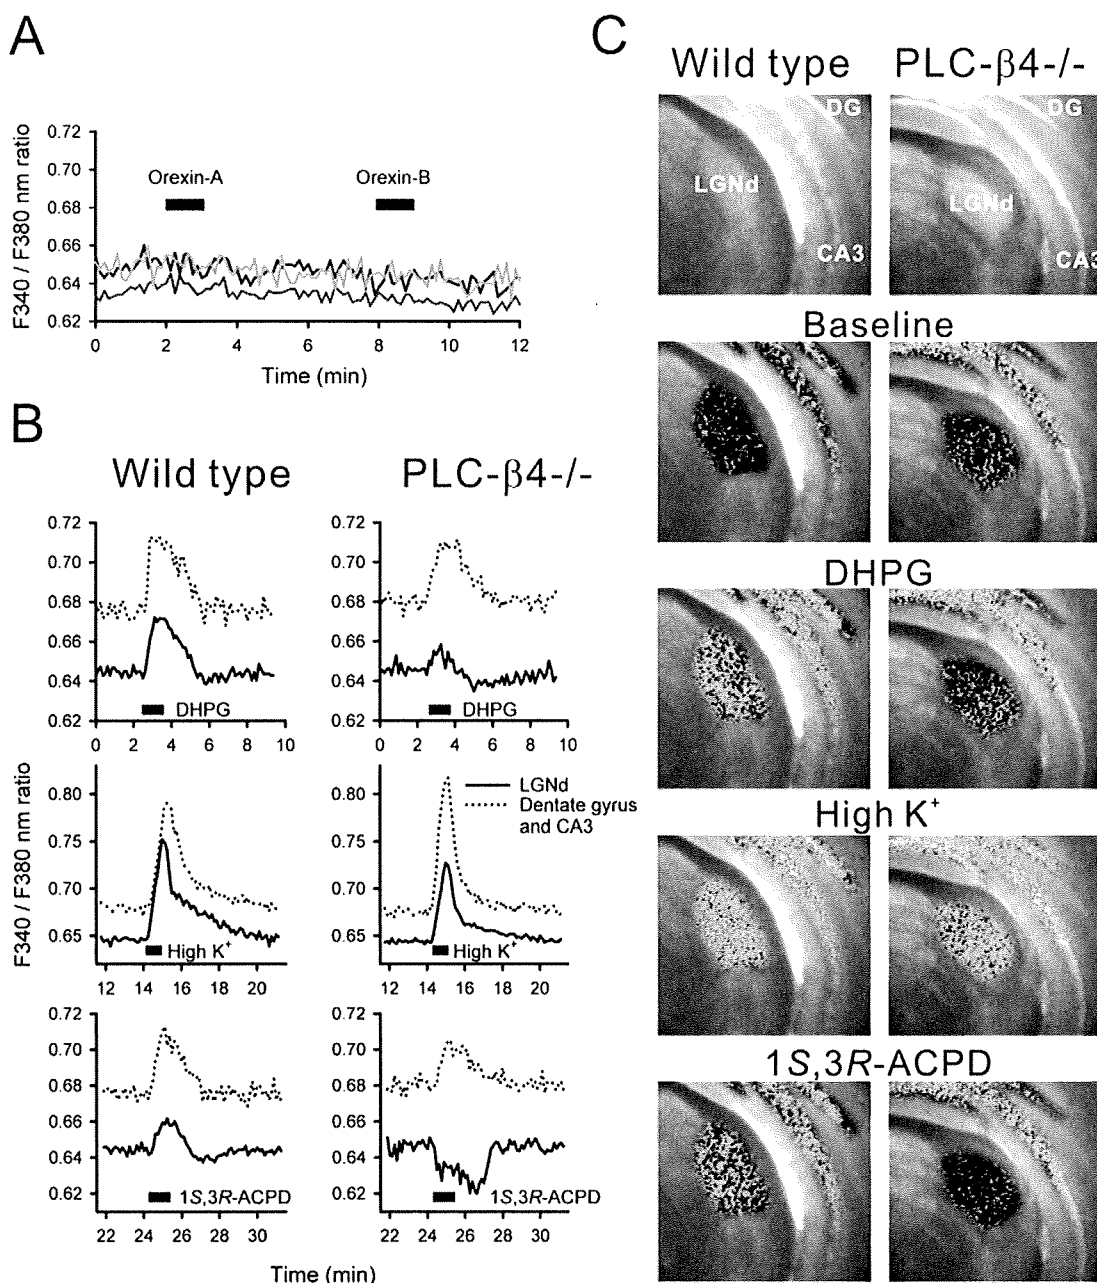 A
0.72
0.70
0.68
0.66
0.64
0.62
F340 / F380 nm ratio
Orexin-A
Orexin-B
0 2 4 6 8 10 12
Time (min)
B
Wild type
PLC-β4-/-
0.72
0.70
0.68
0.66
0.64
0.62
DHPG
0 2 4 6 8 10
0.72
0.70
0.68
0.66
0.64
0.62
DHPG
0 2 4 6 8 10
F340 / F380 nm ratio
0.80
0.75
0.70
0.65
High K⁺
12 14 16 18 20
0.80
0.75
0.70
0.65
LGNd
Dentate gyrus
and CA3
High K⁺
12 14 16 18 20
0.72
0.70
0.68
0.66
0.64
0.62
1S,3R-ACPD
22 24 26 28 30
0.72
0.70
0.68
0.66
0.64
0.62
1S,3R-ACPD
22 24 26 28 30
Time (min)
C
Wild type
PLC-β4-/-
DG
LGNd
CA3
DG
LGNd
CA3
Baseline
DHPG
High K⁺
1S,3R-ACPD